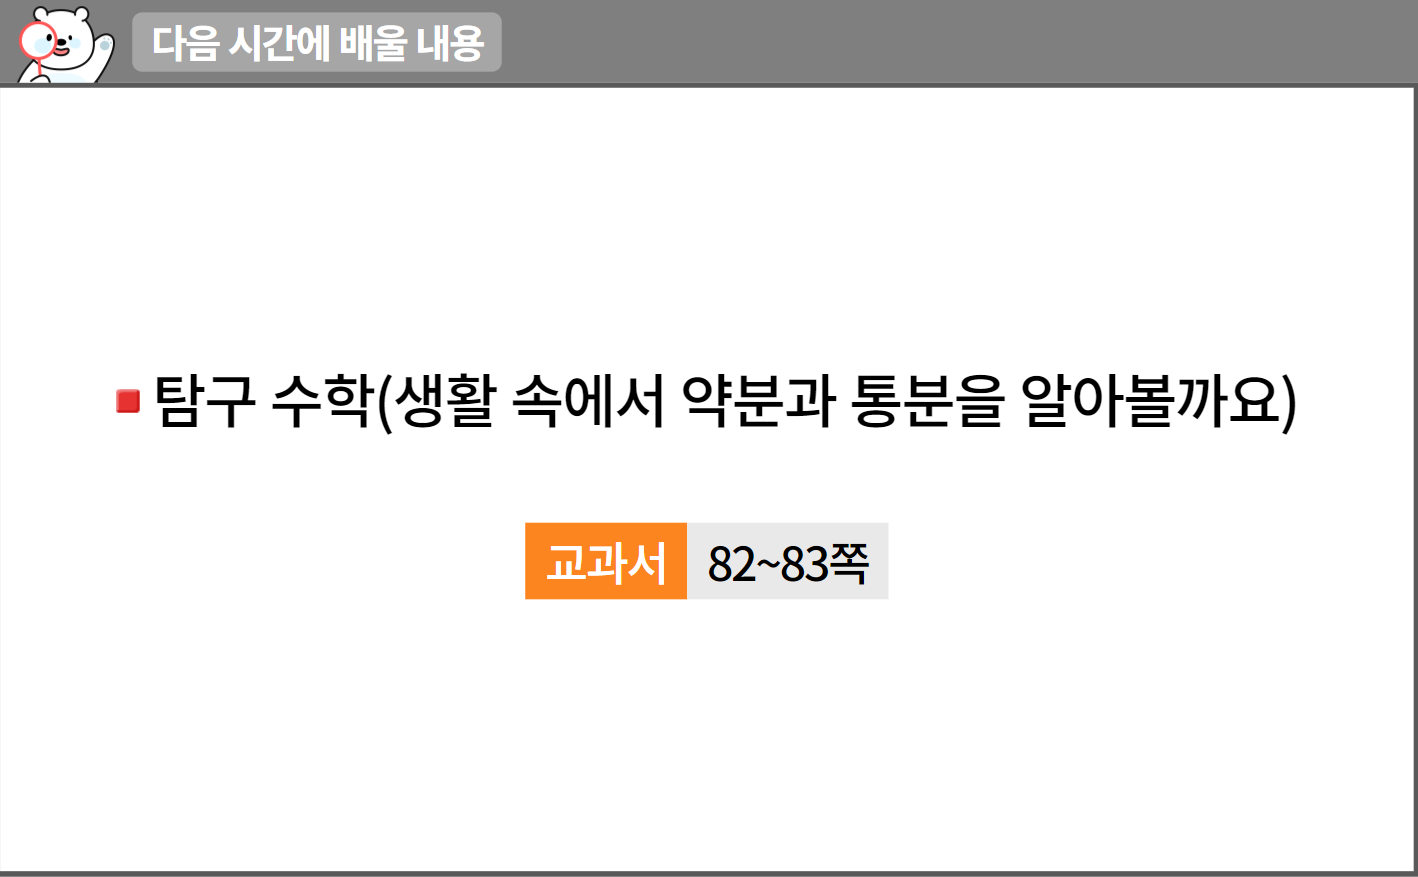 다음 시간에 배울 내용
탐구 수학(생활 속에서 약분과 통분을 알아볼까요)
교과서 82~83쪽